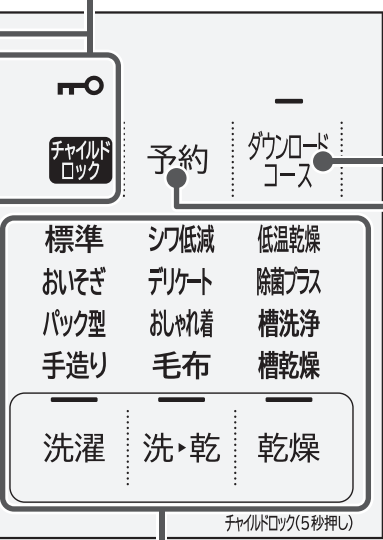 チャイルド
ロック
予約
ダウンロード
コース
標準 シワ低減 低温乾燥
おいそぎ デリケート 除菌プラス
パック型 おしゃれ着 槽洗浄
手造り 毛布 槽乾燥
洗濯 洗▸乾 乾燥
チャイルドロック(5秒押し)